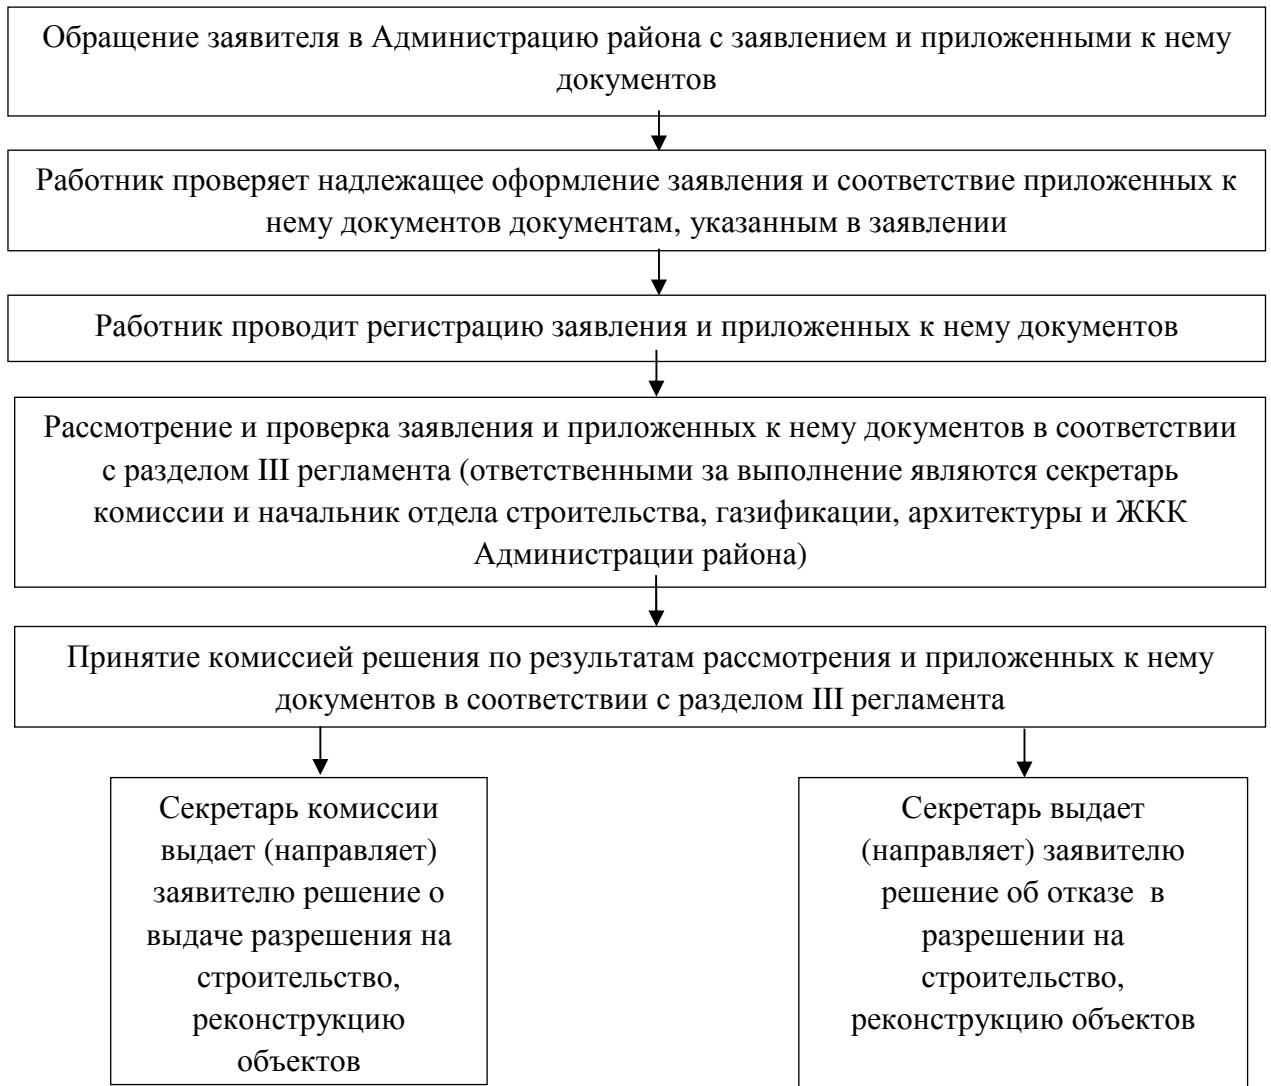 Обращение заявителя в Администрацию района с заявлением и приложенными к нему
документов
Работник проверяет надлежащее оформление заявления и соответствие приложенных к
нему документов документам, указанным в заявлении
Работник проводит регистрацию заявления и приложенных к нему документов
Рассмотрение и проверка заявления и приложенных к нему документов в соответствии
с разделом III регламента (ответственными за выполнение являются секретарь
комиссии и начальник отдела строительства, газификации, архитектуры и ЖКК
Администрации района)
Принятие комиссией решения по результатам рассмотрения и приложенных к нему
документов в соответствии с разделом III регламента
Секретарь комиссии
выдает (направляет)
заявителю решение о
выдаче разрешения на
строительство,
реконструкцию
объектов
Секретарь выдает
(направляет) заявителю
решение об отказе в
разрешении на
строительство,
реконструкцию объектов